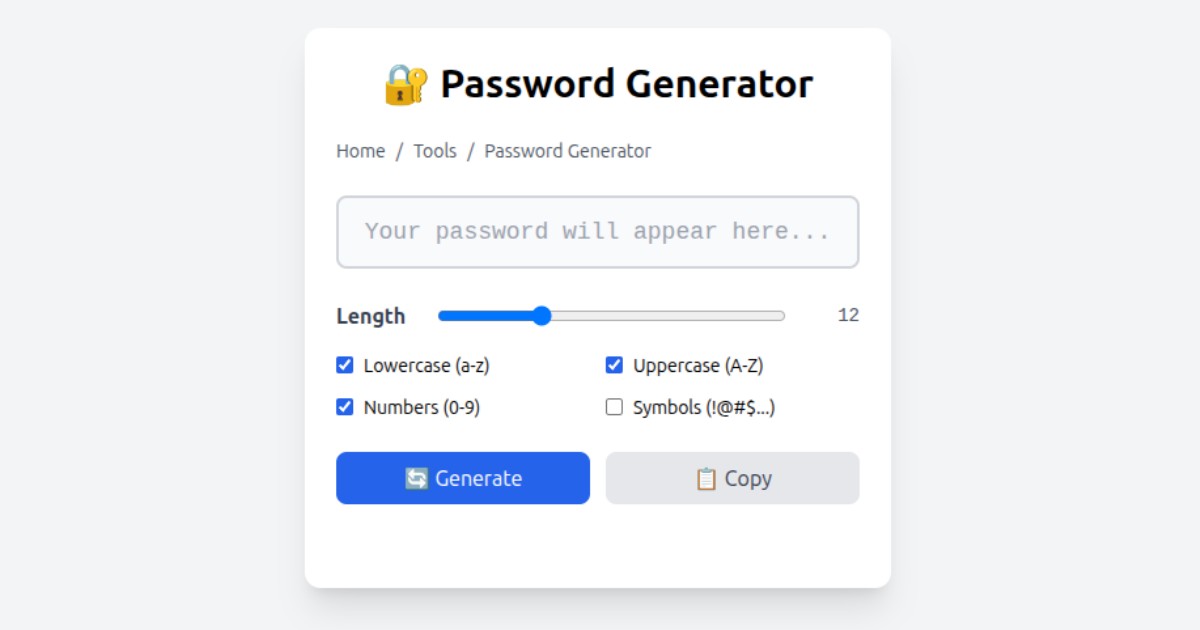 🔐 Password Generator
Home / Tools / Password Generator
Your password will appear here...
Length 12
Lowercase (a-z) Uppercase (A-Z)
Numbers (0-9) Symbols (!@#$...)
🔄 Generate 📋 Copy